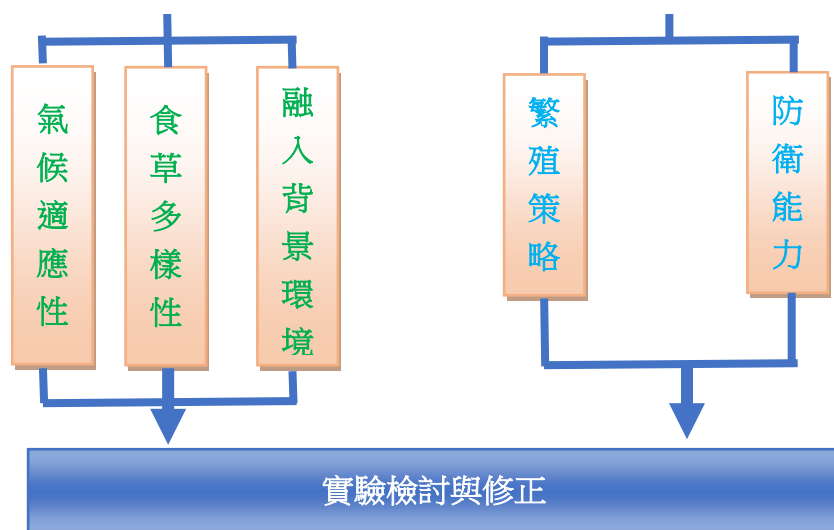 氣候適應性
食草多樣性
融入背景環境
繁殖策略
防衛能力
實驗檢討與修正